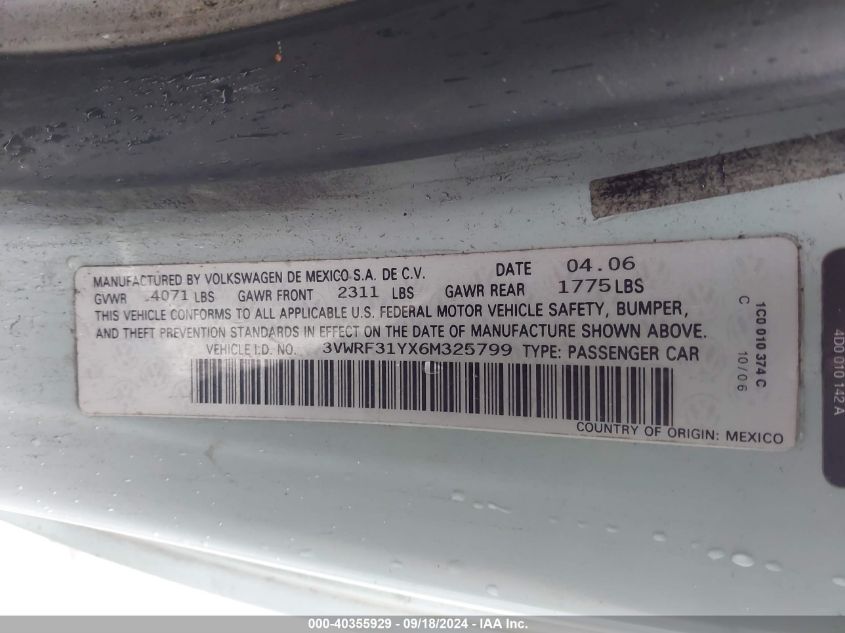 MANUFACTURED BY VOLKSWAGEN DE MEXICO S.A. DE C.V. DATE 04.06
GVWR 4071 LBS GAWR FRONT 2311 LBS GAWR REAR 1775 LBS
THIS VEHICLE CONFORMS TO ALL APPLICABLE U.S. FEDERAL MOTOR VEHICLE SAFETY, BUMPER,
AND THEFT PREVENTION STANDARDS IN EFFECT ON THE DATE OF MANUFACTURE SHOWN ABOVE.
VEHICLE I.D. NO. 3VWRF31YX6M325799 TYPE: PASSENGER CAR
COUNTRY OF ORIGIN: MEXICO
1C0 010 374 C
C 10/06
4D0 010 142 A
000-40355929 - 09/18/2024 - IAA Inc.